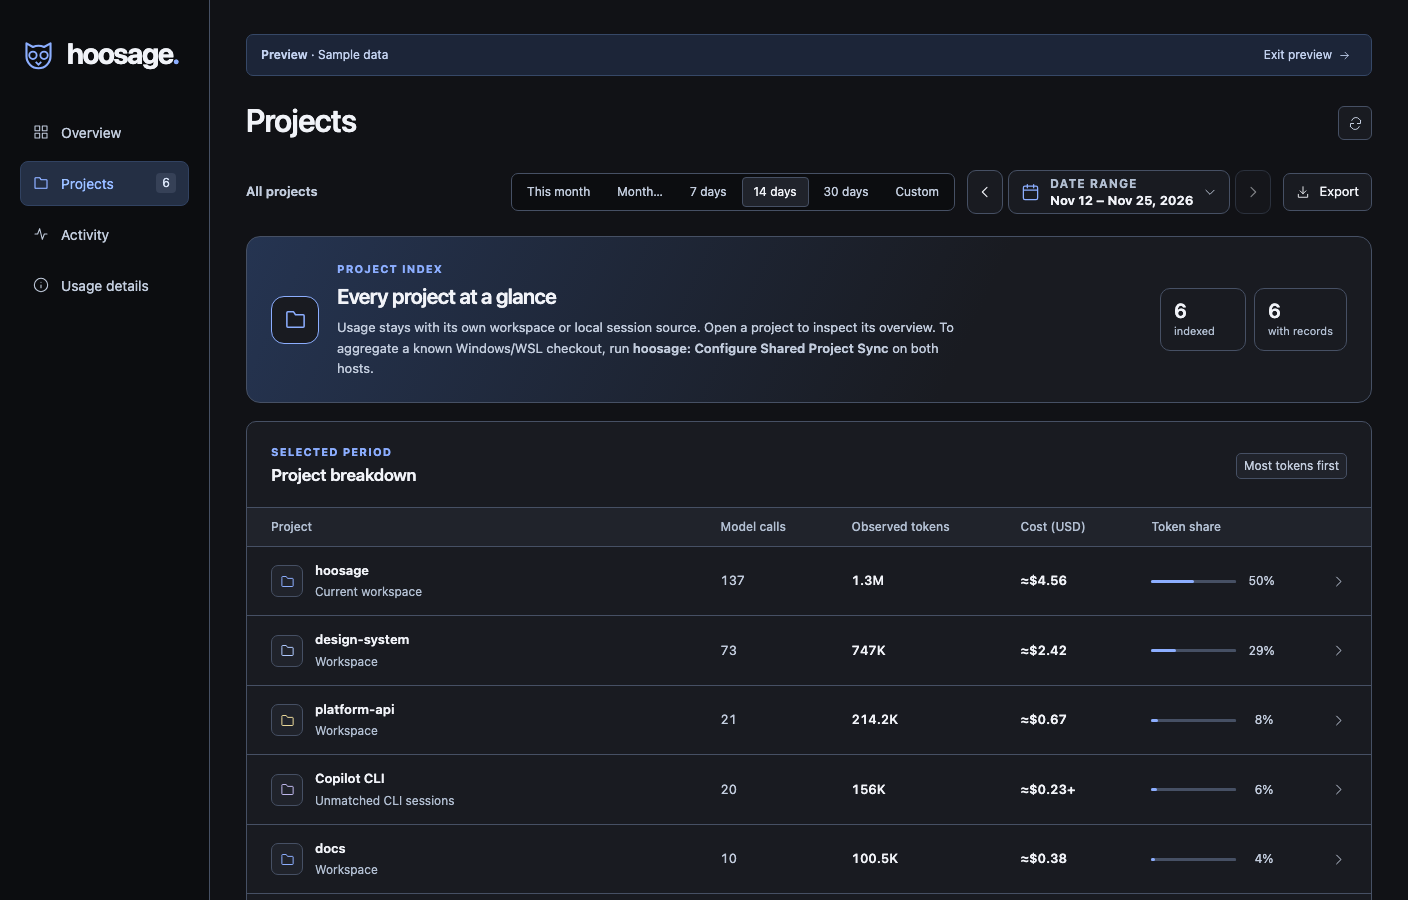 hoosage.
Overview
Projects 6
Activity
Usage details
Preview · Sample data
Exit preview →
Projects
All projects
This month Month... 7 days 14 days 30 days Custom
DATE RANGE
Nov 12 – Nov 25, 2026
Export
PROJECT INDEX
Every project at a glance
Usage stays with its own workspace or local session source. Open a project to inspect its overview. To
aggregate a known Windows/WSL checkout, run hoosage: Configure Shared Project Sync on both
hosts.
6
indexed
6
with records
SELECTED PERIOD
Project breakdown
Most tokens first
Project Model calls Observed tokens Cost (USD) Token share
hoosage
Current workspace
137 1.3M ≈$4.56 50%
design-system
Workspace
73 747K ≈$2.42 29%
platform-api
Workspace
21 214.2K ≈$0.67 8%
Copilot CLI
Unmatched CLI sessions
20 156K ≈$0.23+ 6%
docs
Workspace
10 100.5K ≈$0.38 4%